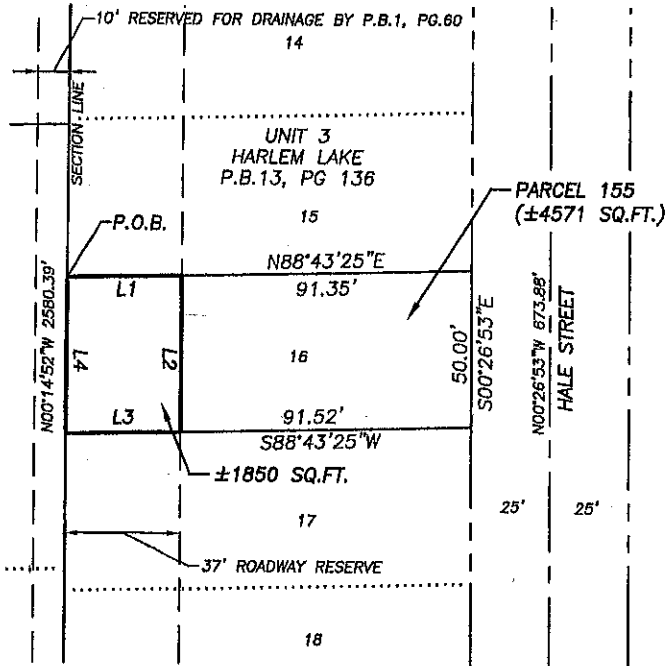 10' RESERVED FOR DRAINAGE BY P.B.1, PG.60
14
SECTION LINE
UNIT 3
HARLEM LAKE
P.B.13, PG 136
PARCEL 155
(±4571 SQ.FT.)
15
P.O.B.
N88°43'25"E
L1
91.35'
N00°14'52"W 2580.39'
L4
L2
16
50.00'
S00°26'53"E
N00°26'53"W 673.88'
HALE STREET
L3
91.52'
S88°43'25"W
±1850 SQ.FT.
17
25'
25'
37' ROADWAY RESERVE
18